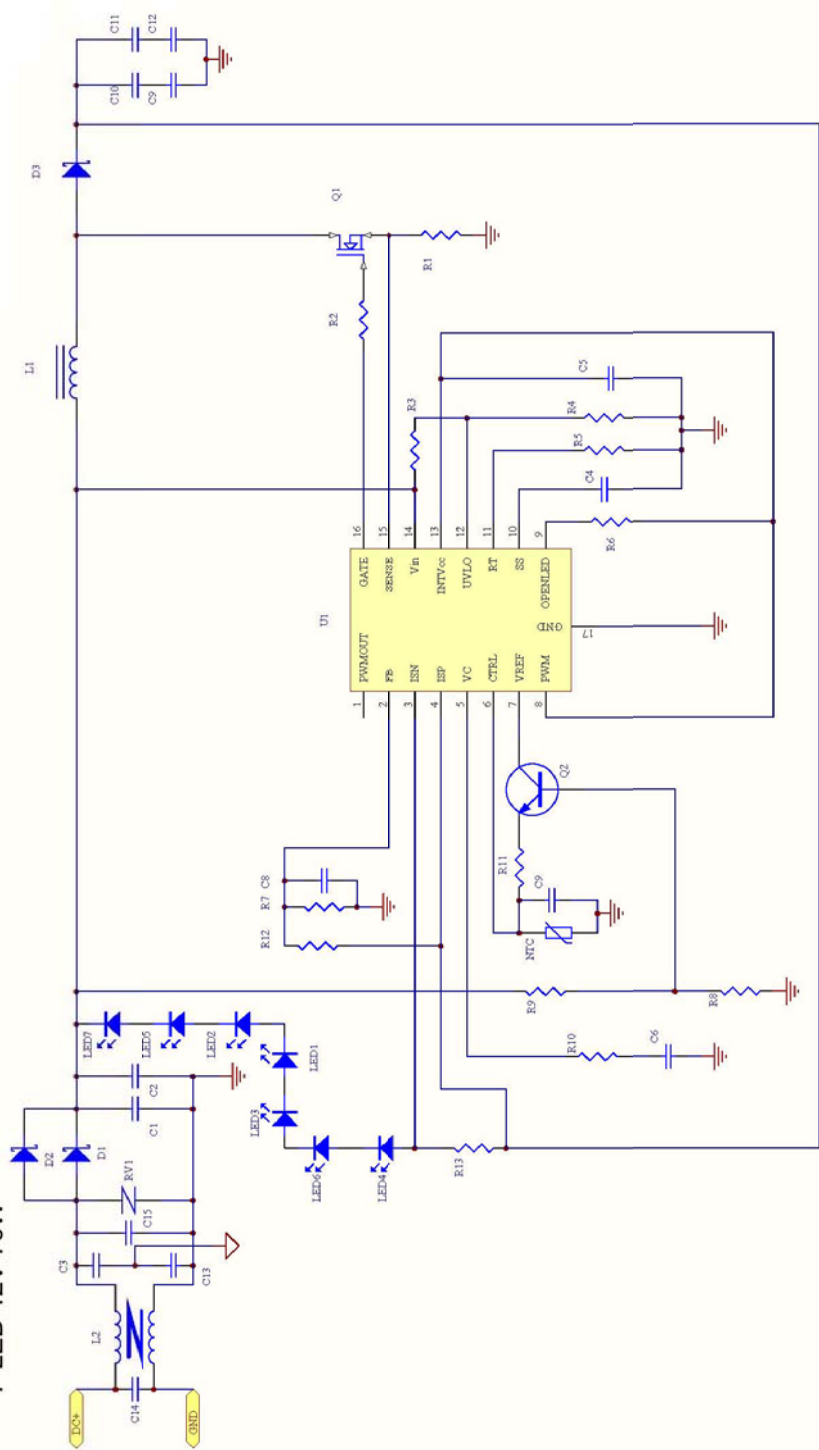 DC+
GND
C14
L2
C3
C13
C15
RV1
D2
D1
C1
C2
LED7
LED5
LED2
LED1
LED3
LED6
LED4
R13
L1
D3
C10
C9
C11
C12
R12
R7
C8
R9
R8
R10
C6
R11
C9
NTC
Q2
U1
1
PWMOUT
2
FB
3
ISN
4
ISP
5
VC
6
CTRL
7
VREF
8
PWM
16
GATE
15
SENSE
14
Vin
13
INTVcc
12
UVLO
11
RT
10
SS
9
OPENLED
GND
17
R2
Q1
R1
R3
C5
R4
R5
C4
R6